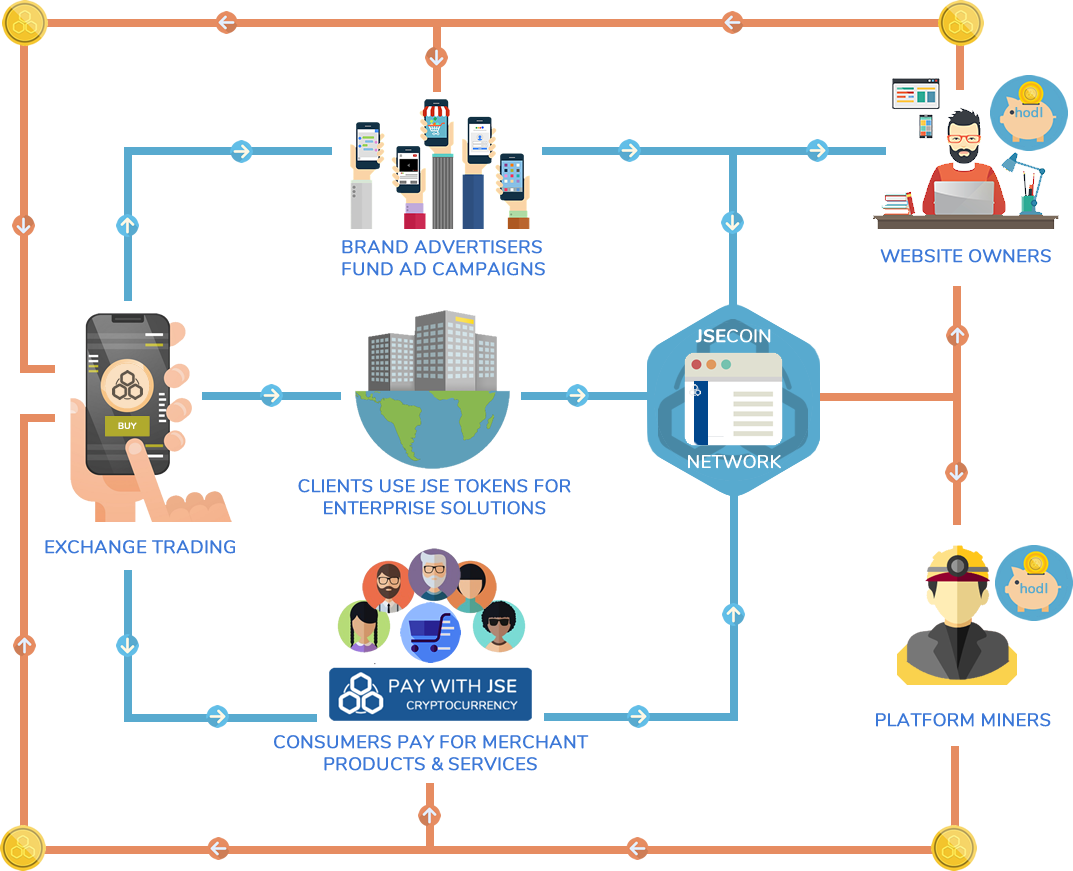 hodl
BRAND ADVERTISERS
FUND AD CAMPAIGNS
WEBSITE OWNERS
JSECOIN
NETWORK
BUY
CLIENTS USE JSE TOKENS FOR
ENTERPRISE SOLUTIONS
EXCHANGE TRADING
hodl
PAY WITH JSE
CRYPTOCURRENCY
PLATFORM MINERS
CONSUMERS PAY FOR MERCHANT
PRODUCTS & SERVICES